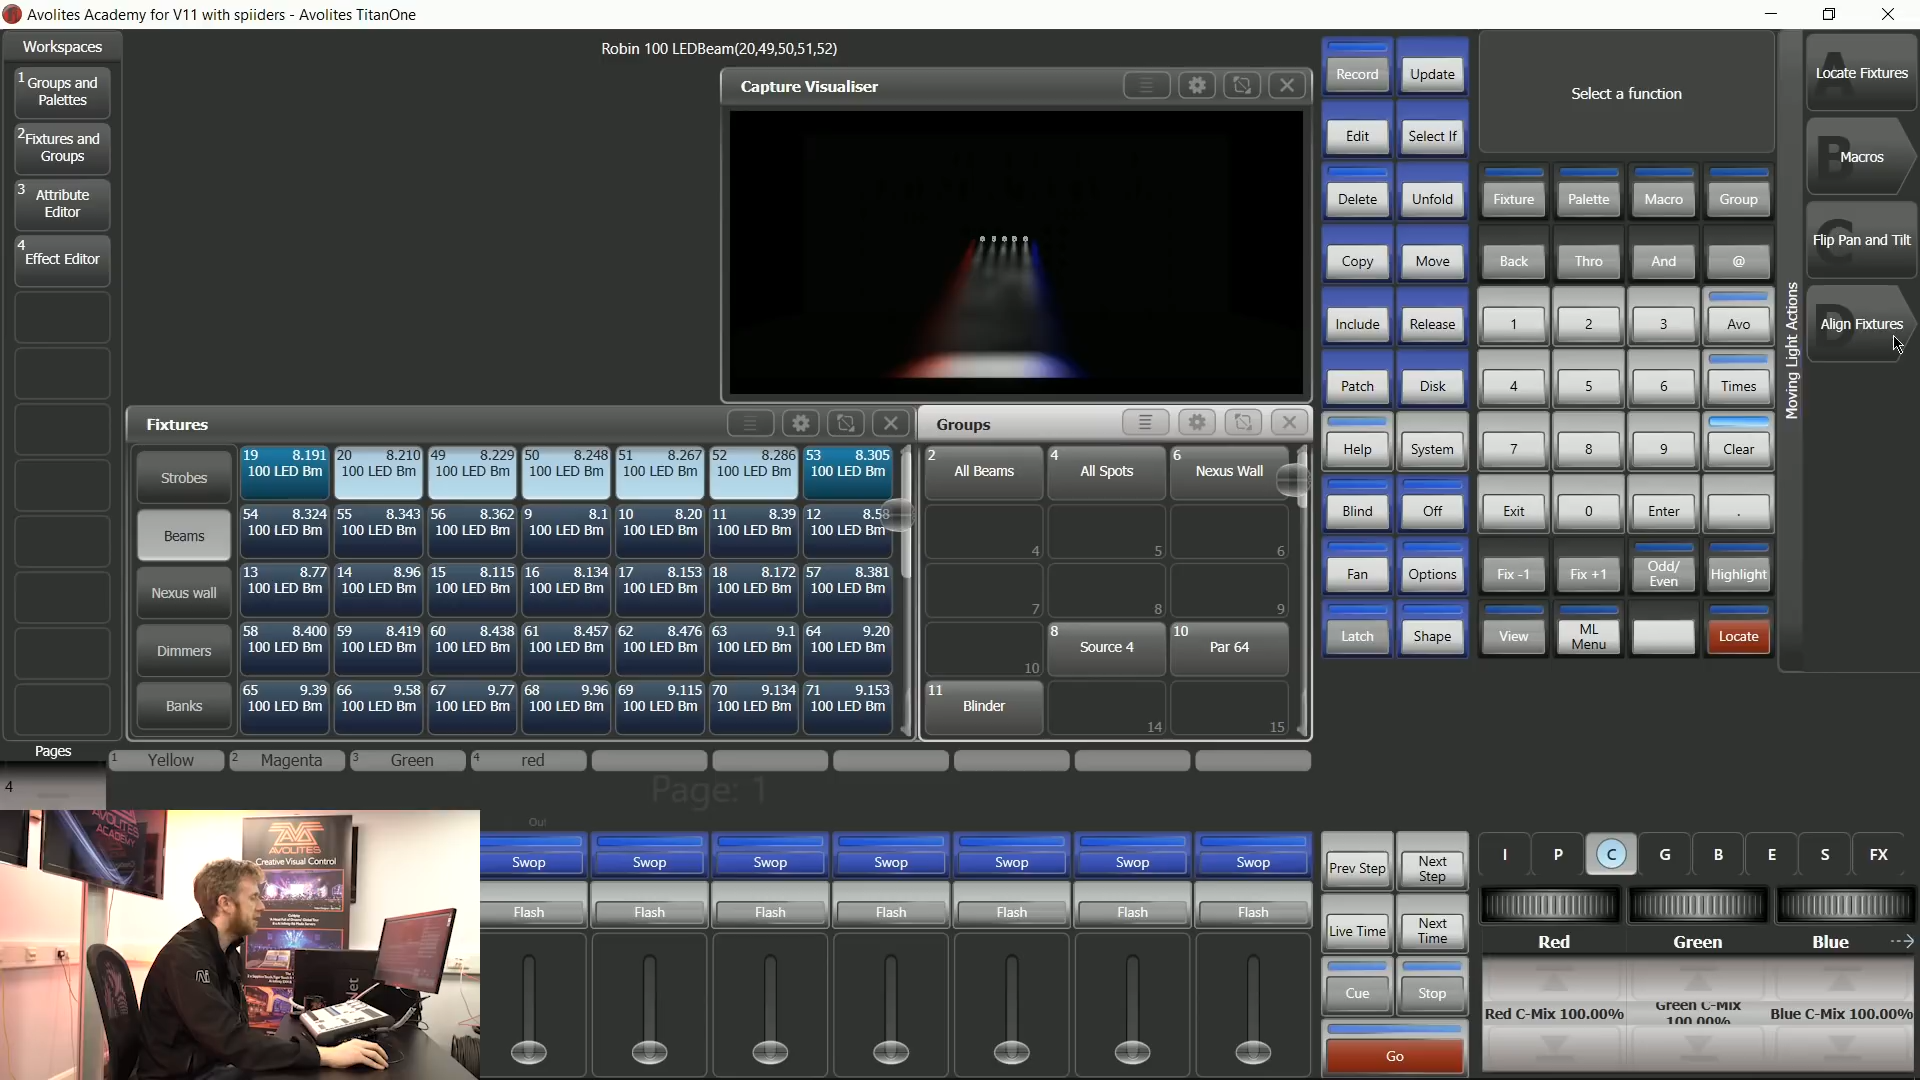 Avolites Academy for V11 with spiiders - Avolites TitanOne
Workspaces
1 Groups and Palettes
2 Fixtures and Groups
3 Attribute Editor
4 Effect Editor
Robin 100 LEDBeam(20,49,50,51,52)
Capture Visualiser
Fixtures
Strobes
Beams
Nexus wall
Dimmers
Banks
19 8.191 20 8.210 49 8.229 50 8.248 51 8.267 52 8.286 53 8.305
100 LED Bm 100 LED Bm 100 LED Bm 100 LED Bm 100 LED Bm 100 LED Bm 100 LED Bm
54 8.324 55 8.343 56 8.362 9 8.1 10 8.20 11 8.39 12 8.58
100 LED Bm 100 LED Bm 100 LED Bm 100 LED Bm 100 LED Bm 100 LED Bm 100 LED Bm
13 8.77 14 8.96 15 8.115 16 8.134 17 8.153 18 8.172 57 8.381
100 LED Bm 100 LED Bm 100 LED Bm 100 LED Bm 100 LED Bm 100 LED Bm 100 LED Bm
58 8.400 59 8.419 60 8.438 61 8.457 62 8.476 63 9.1 64 9.20
100 LED Bm 100 LED Bm 100 LED Bm 100 LED Bm 100 LED Bm 100 LED Bm 100 LED Bm
65 9.39 66 9.58 67 9.77 68 9.96 69 9.115 70 9.134 71 9.153
100 LED Bm 100 LED Bm 100 LED Bm 100 LED Bm 100 LED Bm 100 LED Bm 100 LED Bm
Groups
2 All Beams 4 All Spots 6 Nexus Wall
4 5 6
7 8 9
10 8 Source 4 10 Par 64
11 Blinder 14 15
Record Update
Edit Select If
Delete Unfold
Copy Move
Include Release
Patch Disk
Help System
Blind Off
Fan Options
Latch Shape
Select a function
Fixture Palette Macro Group
Back Thro And @
1 2 3 Avo
4 5 6 Times
7 8 9 Clear
Exit 0 Enter .
Fix -1 Fix +1 Odd/ Even Highlight
View ML Menu Locate
Moving Light Actions
A Locate Fixtures
B Macros
C Flip Pan and Tilt
D Align Fixtures
Pages
4
1 Yellow 2 Magenta 3 Green 4 red
Page: 1
Out
Swop Swop Swop Swop Swop Swop Swop
Flash Flash Flash Flash Flash Flash Flash
Prev Step Next Step
Live Time Next Time
Cue Stop
Go
I P C G B E S FX
Red Green Blue
Red C-Mix 100.00% Green C-Mix 100.00% Blue C-Mix 100.00%
AVOLITES ACADEMY
AVOLITES
Creative Visual Control